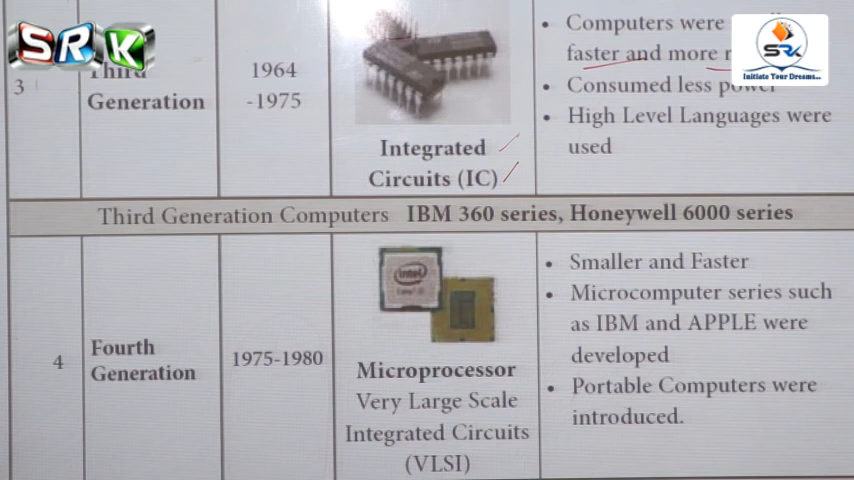 SRK
SRK
Initiate Your Dreams..
3
Third
Generation
1964
-1975
Integrated
Circuits (IC)
• Computers were
faster and more
• Consumed less power
• High Level Languages were
used
Third Generation Computers IBM 360 series, Honeywell 6000 series
4
Fourth
Generation
1975-1980
intel
Microprocessor
Very Large Scale
Integrated Circuits
(VLSI)
• Smaller and Faster
• Microcomputer series such
as IBM and APPLE were
developed
• Portable Computers were
introduced.